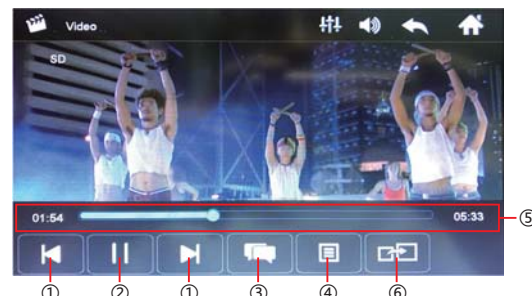 Video
SD
01:54 05:33
⑤
① ② ① ③ ④ ⑥